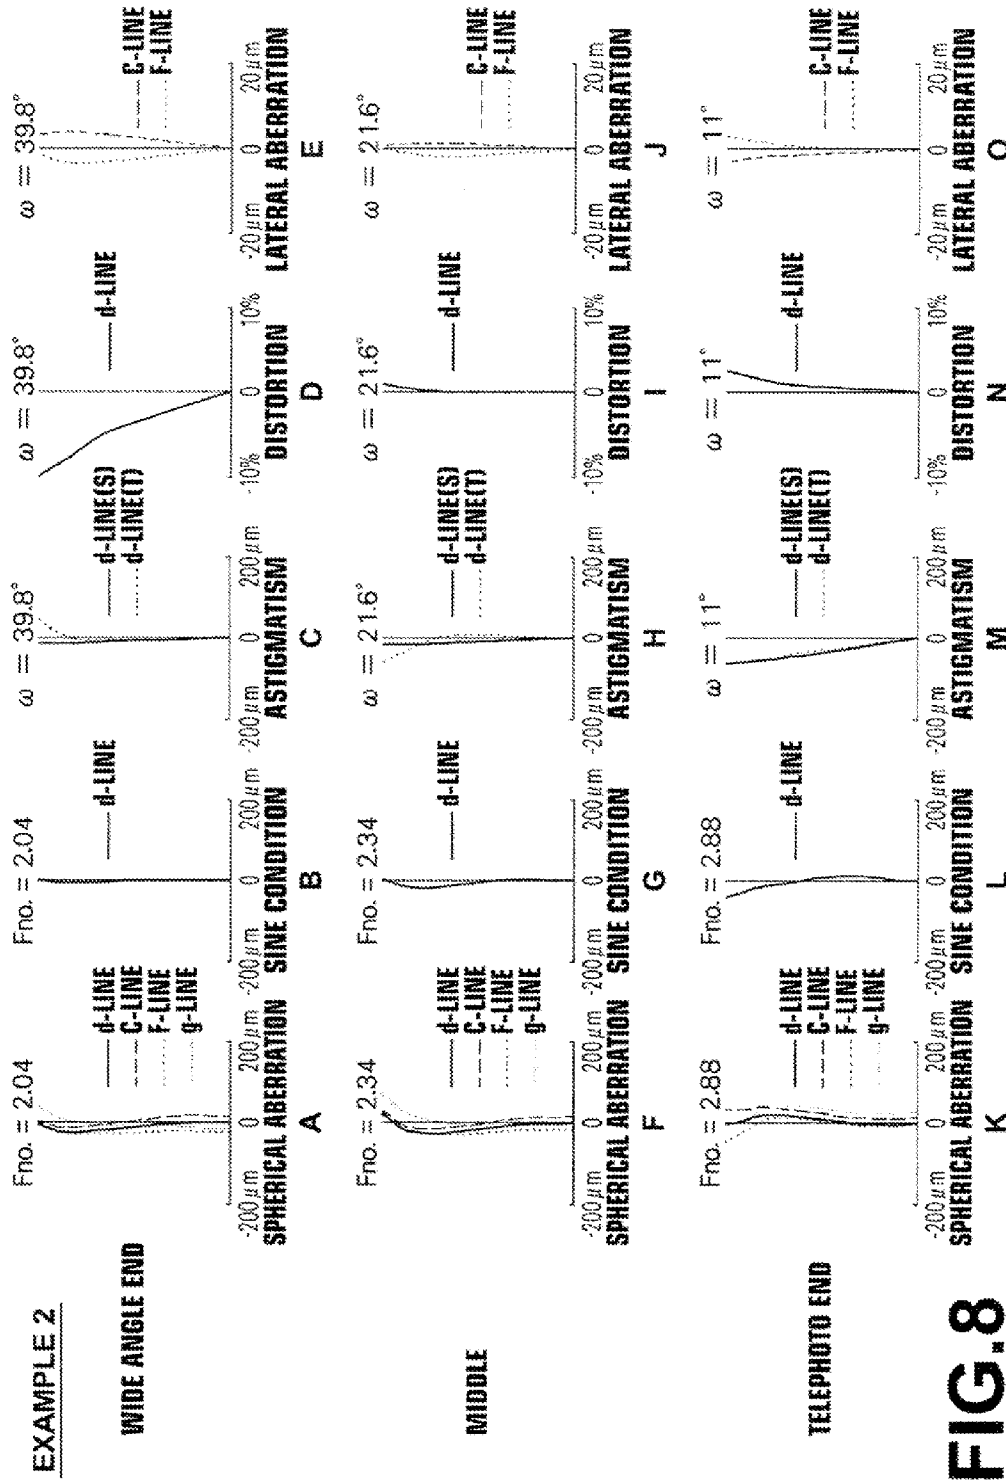 EXAMPLE 2
WIDE ANGLE END
Fno. = 2.04
d-LINE
C-LINE
F-LINE
g-LINE
-200μm 0 200μm
SPHERICAL ABERRATION
A
Fno. = 2.04
d-LINE
-200μm 0 200μm
SINE CONDITION
B
ω = 39.8°
d-LINE(S)
d-LINE(T)
-200μm 0 200μm
ASTIGMATISM
C
ω = 39.8°
d-LINE
-10% 0 10%
DISTORTION
D
ω = 39.8°
C-LINE
F-LINE
-20μm 0 20μm
LATERAL ABERRATION
E
MIDDLE
Fno. = 2.34
d-LINE
C-LINE
F-LINE
g-LINE
-200μm 0 200μm
SPHERICAL ABERRATION
F
Fno. = 2.34
d-LINE
-200μm 0 200μm
SINE CONDITION
G
ω = 21.6°
d-LINE(S)
d-LINE(T)
-200μm 0 200μm
ASTIGMATISM
H
ω = 21.6°
d-LINE
-10% 0 10%
DISTORTION
I
ω = 21.6°
C-LINE
F-LINE
-20μm 0 20μm
LATERAL ABERRATION
J
TELEPHOTO END
Fno. = 2.88
d-LINE
C-LINE
F-LINE
g-LINE
-200μm 0 200μm
SPHERICAL ABERRATION
K
Fno. = 2.88
d-LINE
-200μm 0 200μm
SINE CONDITION
L
ω = 11°
d-LINE(S)
d-LINE(T)
-200μm 0 200μm
ASTIGMATISM
M
ω = 11°
d-LINE
-10% 0 10%
DISTORTION
N
ω = 11°
C-LINE
F-LINE
-20μm 0 20μm
LATERAL ABERRATION
O
FIG.8